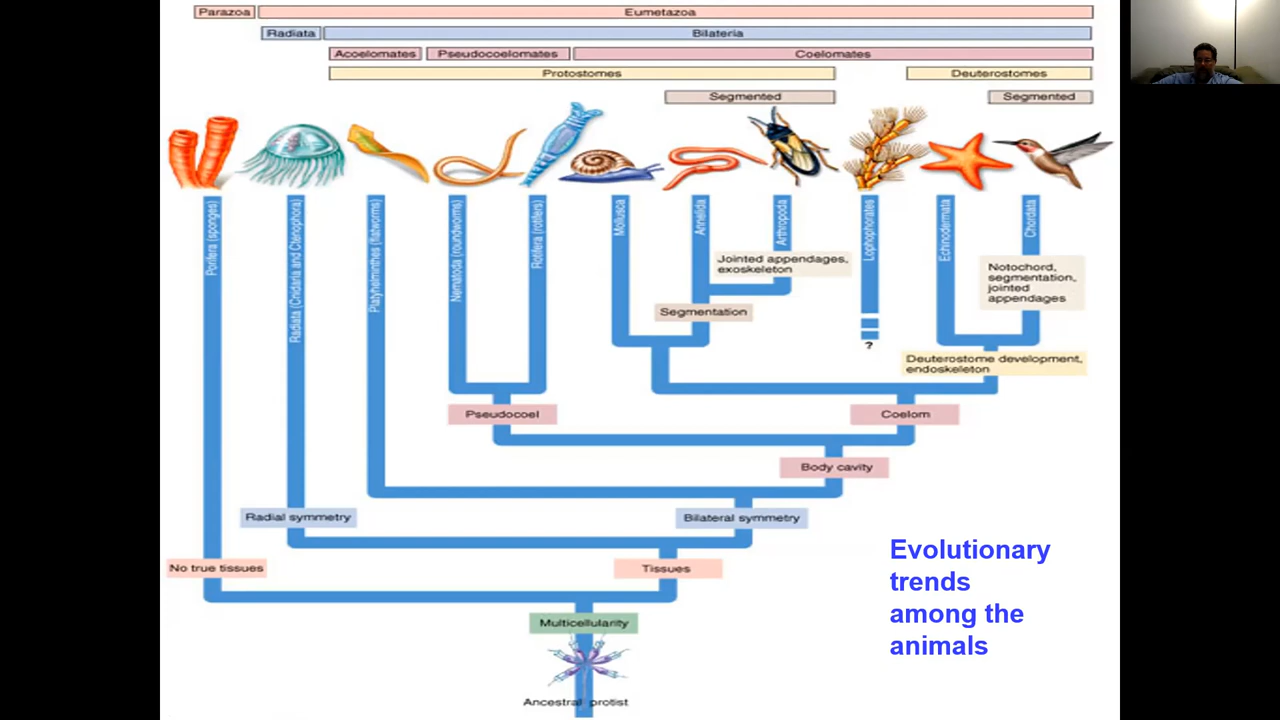 Parazoa
Eumetazoa
Radiata
Bilateria
Acoelomates
Pseudocoelomates
Coelomates
Protostomes
Deuterostomes
Segmented
Segmented
Porifera (sponges)
Radiata (Cnidaria and Ctenophora)
Platyhelminthes (flatworms)
Nematoda (roundworms)
Rotifera (rotifers)
Mollusca
Annelida
Arthropoda
Lophophorates
Echinodermata
Chordata
Jointed appendages,
exoskeleton
Notochord,
segmentation,
jointed
appendages
Segmentation
?
Deuterostome development,
endoskeleton
Pseudocoel
Coelom
Body cavity
Radial symmetry
Bilateral symmetry
No true tissues
Tissues
Multicellularity
Ancestral protist
Evolutionary
trends
among the
animals